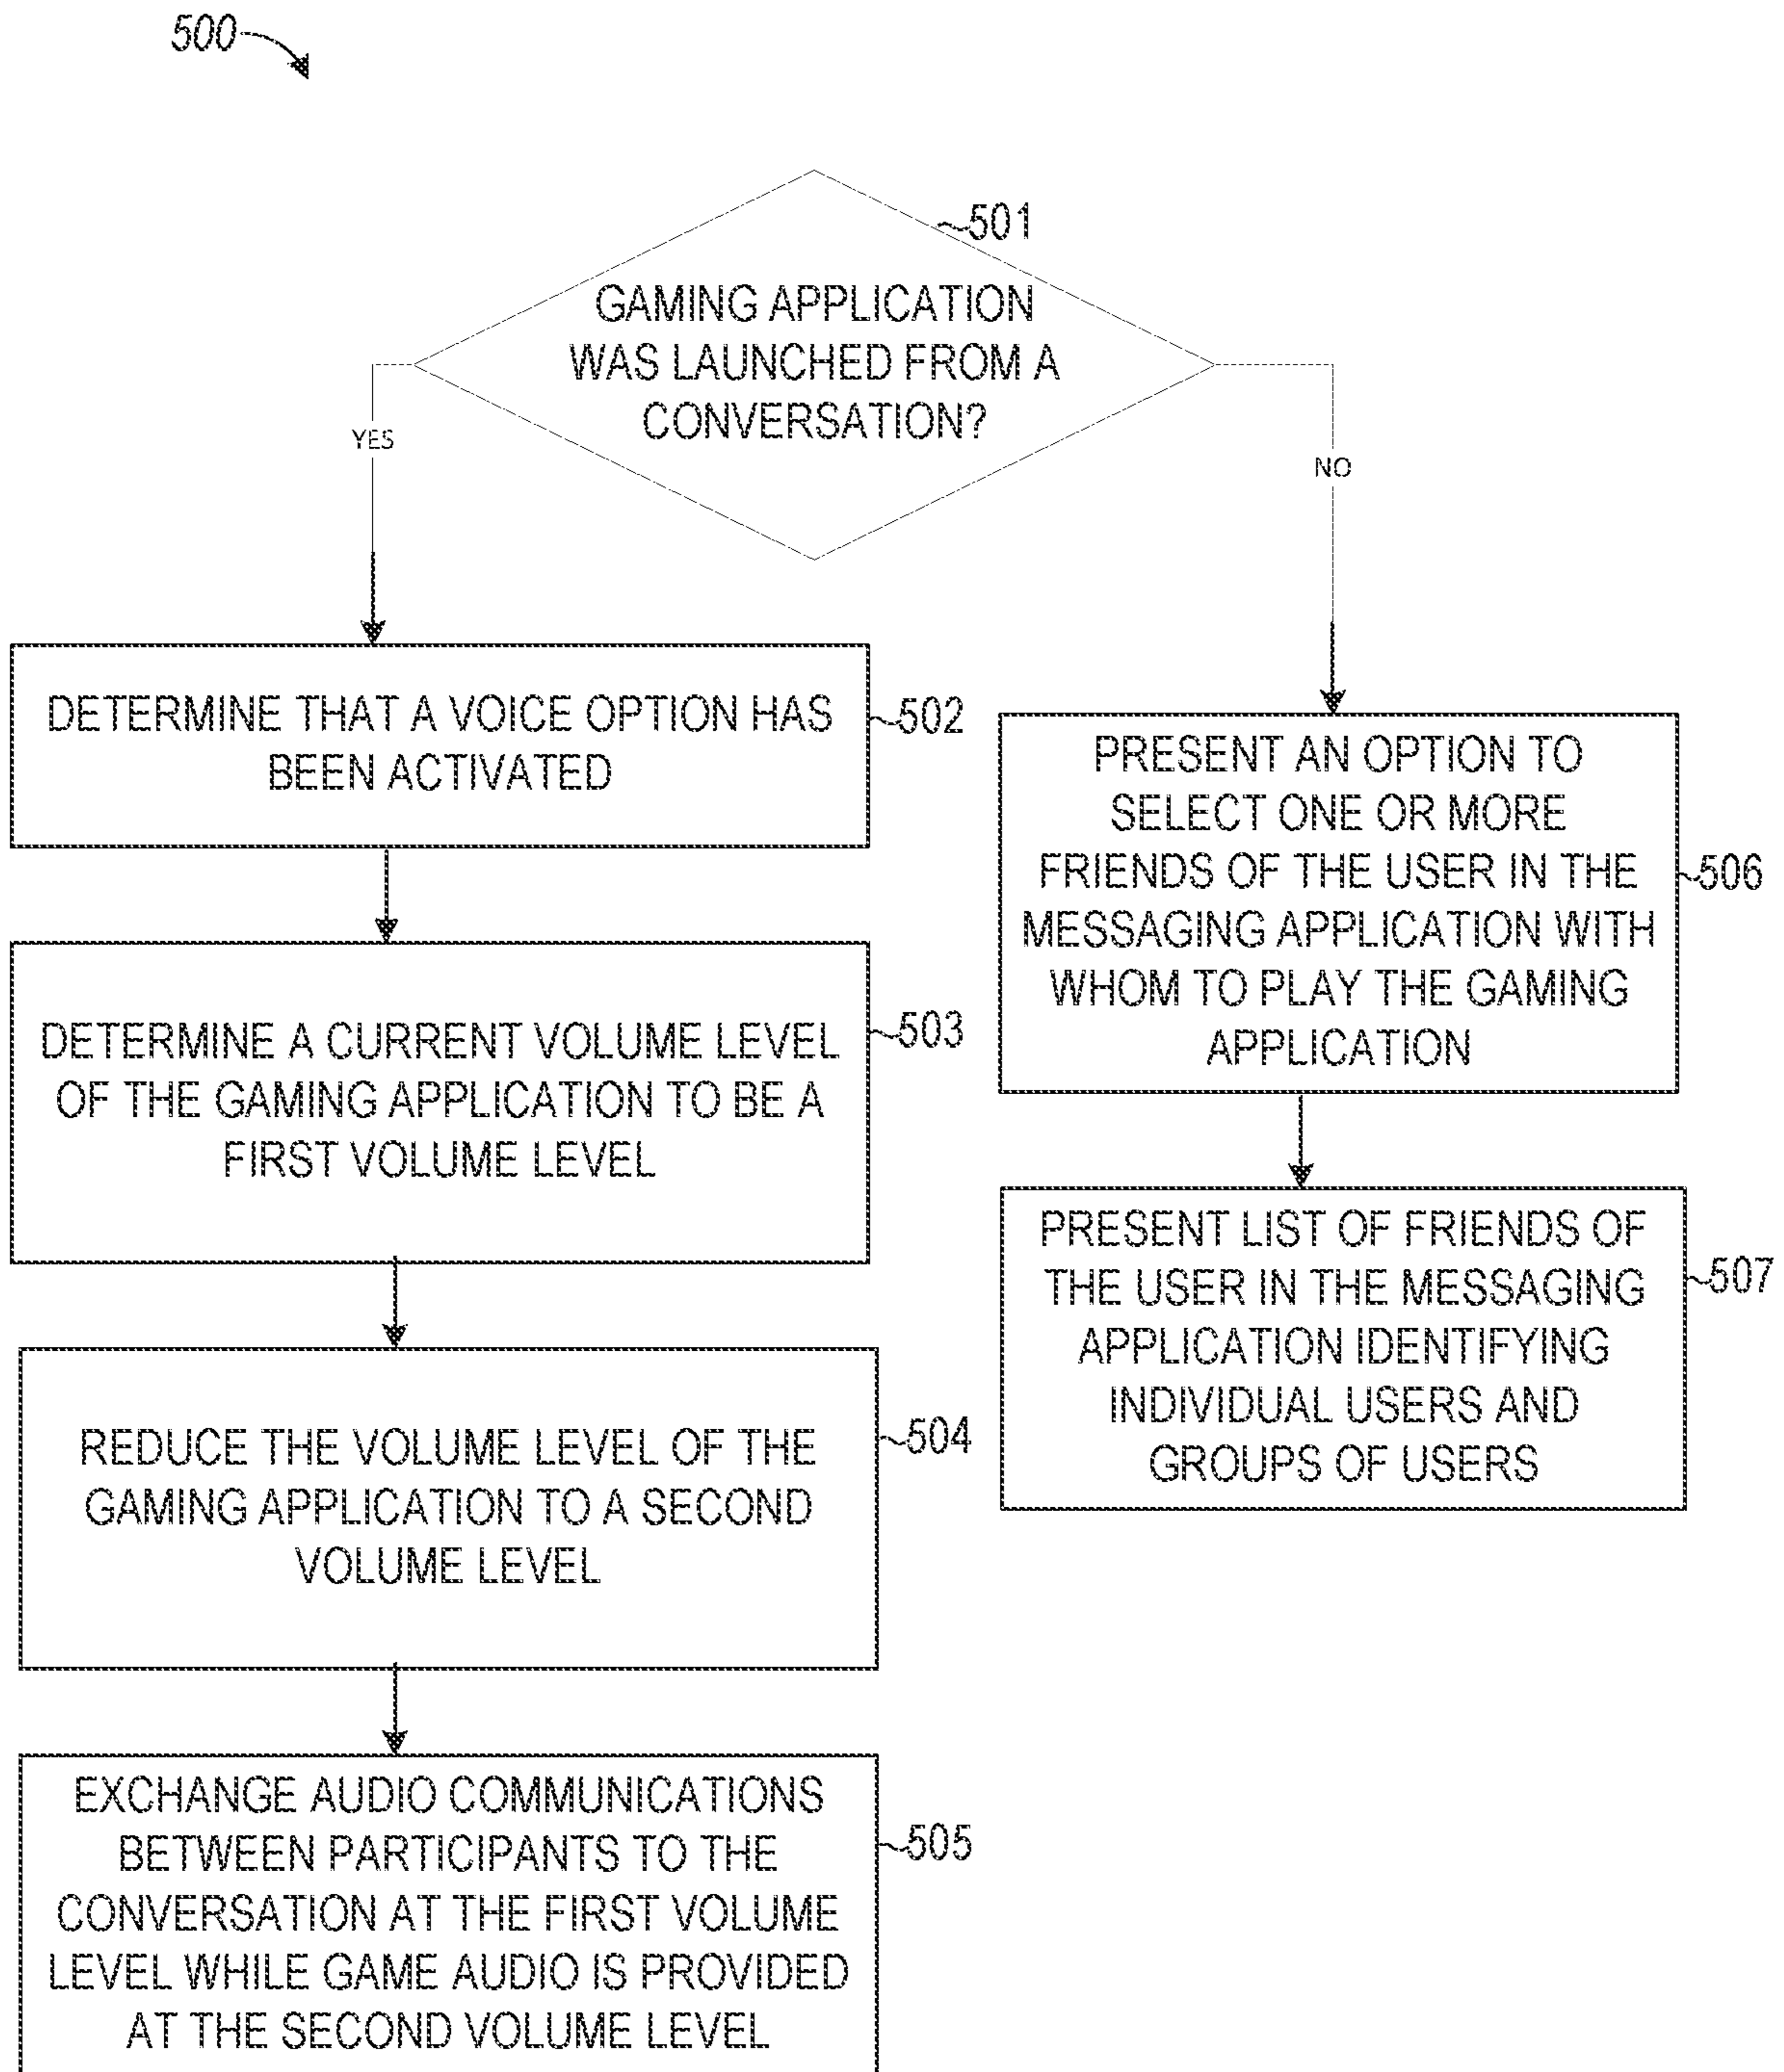 500
501
GAMING APPLICATION
WAS LAUNCHED FROM A
CONVERSATION?
YES
NO
DETERMINE THAT A VOICE OPTION HAS
BEEN ACTIVATED
502
DETERMINE A CURRENT VOLUME LEVEL
OF THE GAMING APPLICATION TO BE A
FIRST VOLUME LEVEL
503
REDUCE THE VOLUME LEVEL OF THE
GAMING APPLICATION TO A SECOND
VOLUME LEVEL
504
EXCHANGE AUDIO COMMUNICATIONS
BETWEEN PARTICIPANTS TO THE
CONVERSATION AT THE FIRST VOLUME
LEVEL WHILE GAME AUDIO IS PROVIDED
AT THE SECOND VOLUME LEVEL
505
PRESENT AN OPTION TO
SELECT ONE OR MORE
FRIENDS OF THE USER IN THE
MESSAGING APPLICATION WITH
WHOM TO PLAY THE GAMING
APPLICATION
506
PRESENT LIST OF FRIENDS OF
THE USER IN THE MESSAGING
APPLICATION IDENTIFYING
INDIVIDUAL USERS AND
GROUPS OF USERS
507